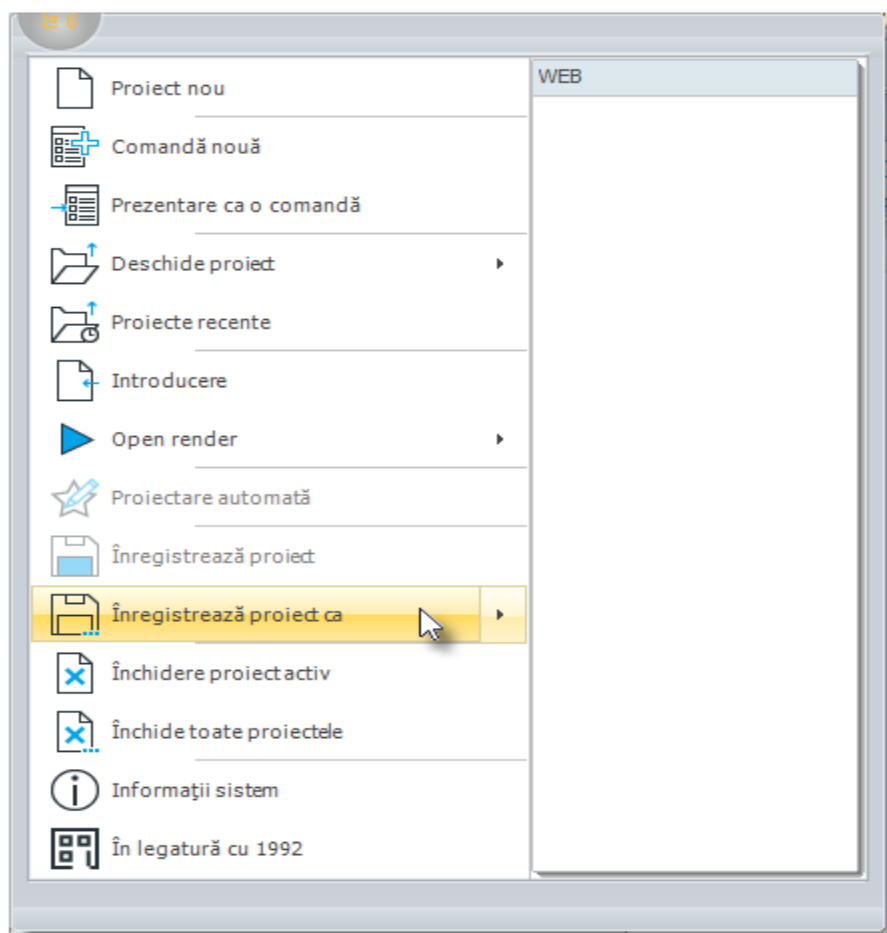 Proiect nou
Comandă nouă
Prezentare ca o comandă
Deschide proiect
Proiecte recente
Introducere
Open render
Proiectare automată
Înregistrează proiect
Înregistrează proiect ca
Închidere proiect activ
Închide toate proiectele
Informaţii sistem
În legatură cu 1992
WEB